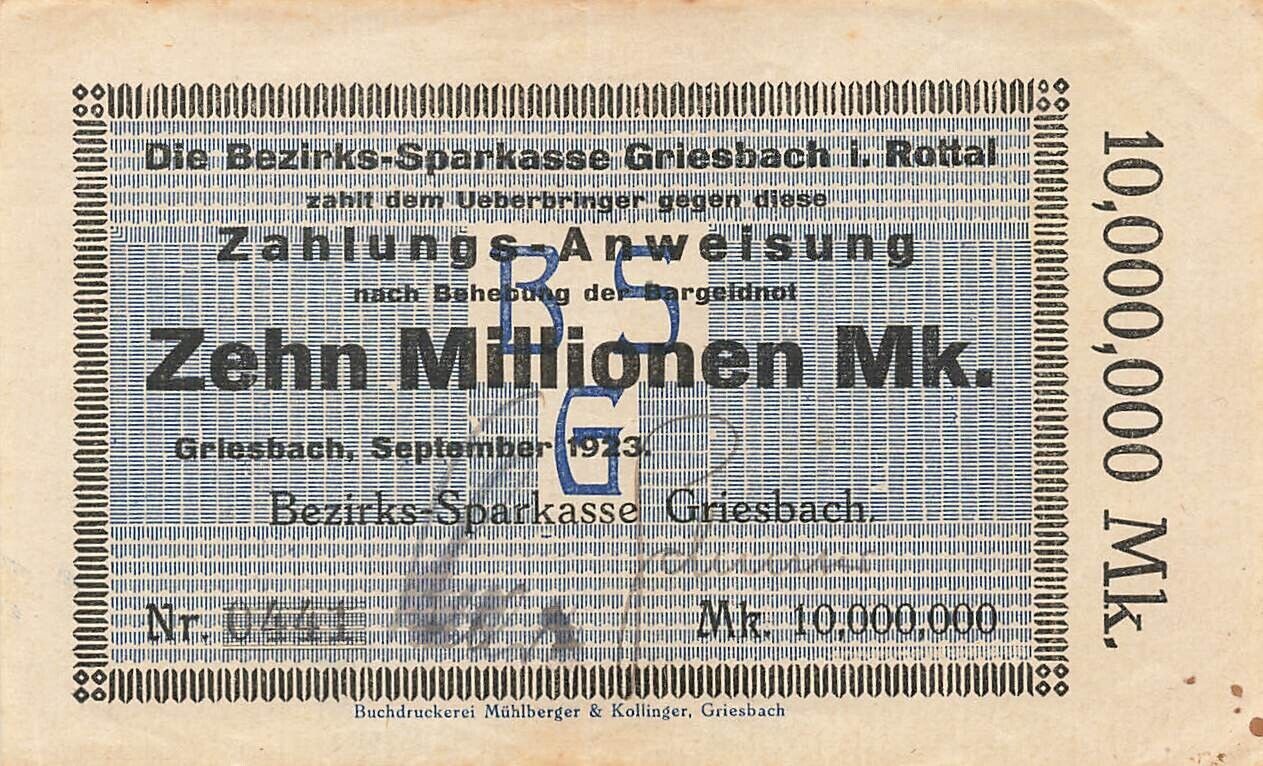 Die Bezirks-Sparkasse Griesbach i. Rottal
zahlt dem Ueberbringer gegen diese
Zahlungs-Anweisung
nach Behebung der Bargeldnot
B S
Zehn Millionen Mk.
G
Griesbach, September 1923.
Bezirks-Sparkasse Griesbach.
Nr. 0441
Mk. 10,000,000
Buchdruckerei Mühlberger & Kollinger, Griesbach
10,000,000 Mk.